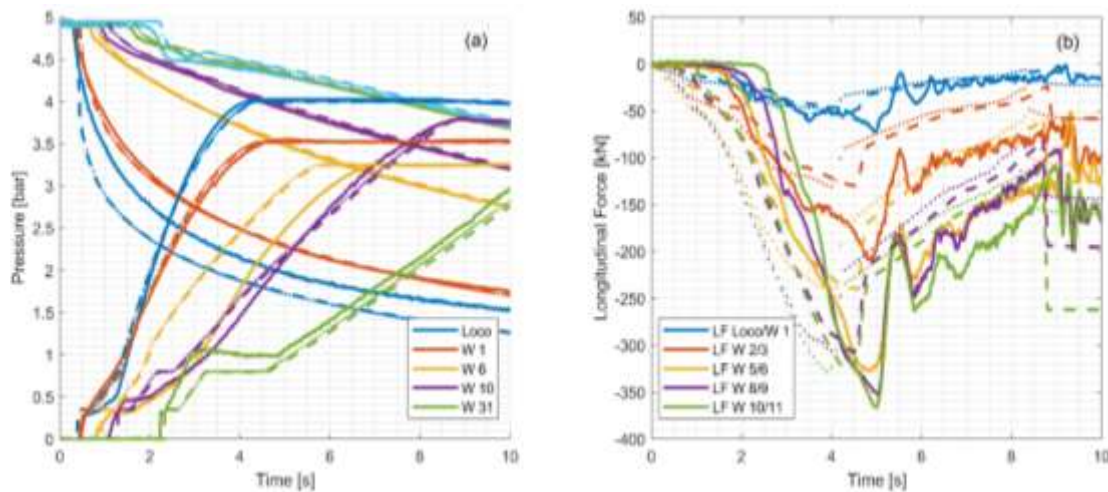 (a)
5
4.5
4
3.5
3
2.5
2
1.5
1
0.5
0
Pressure [bar]
0 2 4 6 8 10
Time [s]
Loco
W 1
W 6
W 10
W 31
(b)
50
0
-50
-100
-150
-200
-250
-300
-350
-400
Longitudinal Force [kN]
0 2 4 6 8 10
Time [s]
LF Loco/W 1
LF W 2/3
LF W 5/6
LF W 8/9
LF W 10/11